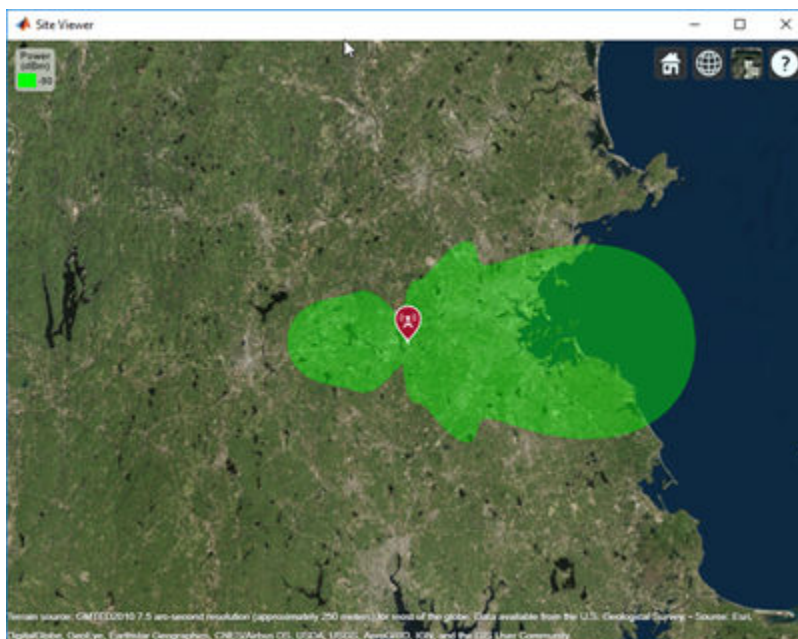 Site Viewer
Power
(dBm)
-90
?
Terrain source: GMTED2010 7.5 arc-second resolution (approximately 250 meters) for most of the globe. Data available from the U.S. Geological Survey. - Source: Esri,
DigitalGlobe, GeoEye, Earthstar Geographics, CNES/Airbus DS, USDA, USGS, AeroGRID, IGN, and the GIS User Community